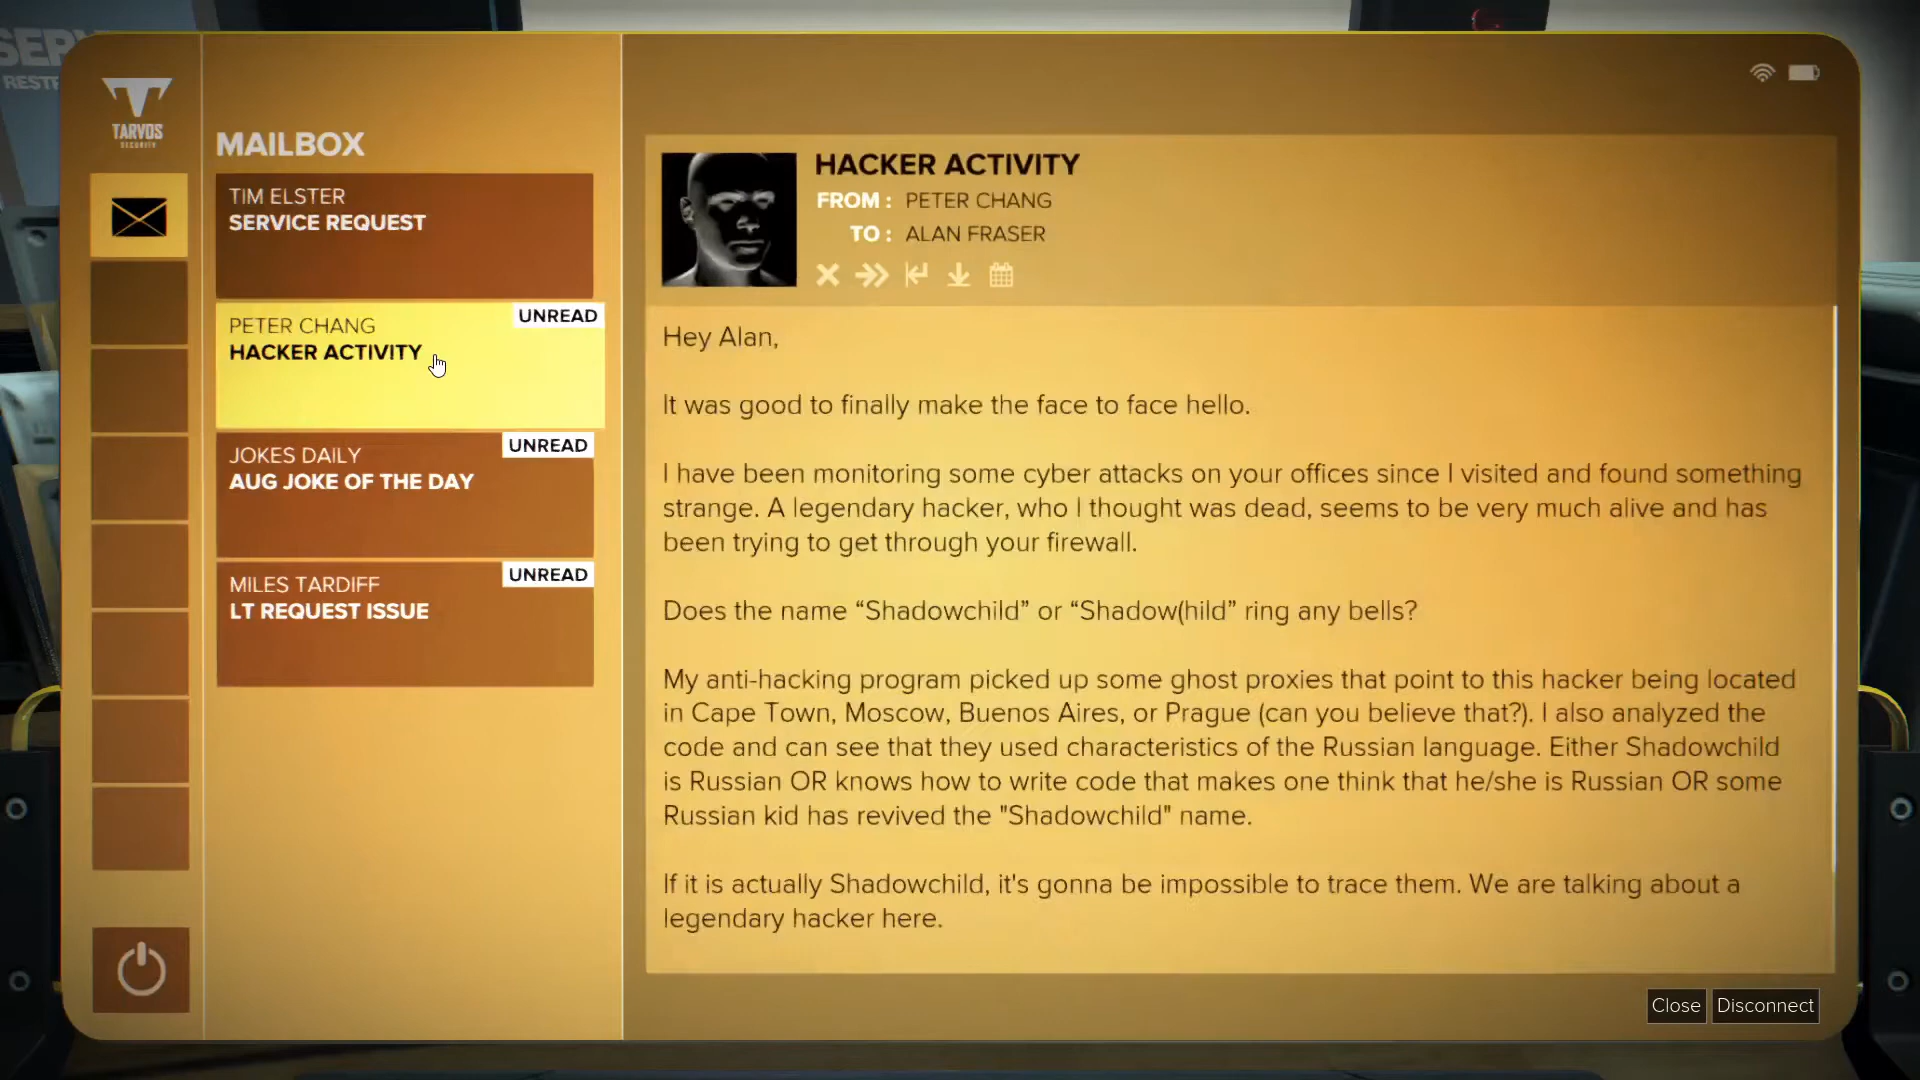 SER
REST
TARVOS
SECURITY
MAILBOX
TIM ELSTER
SERVICE REQUEST
UNREAD
PETER CHANG
HACKER ACTIVITY
UNREAD
JOKES DAILY
AUG JOKE OF THE DAY
UNREAD
MILES TARDIFF
LT REQUEST ISSUE
HACKER ACTIVITY
FROM : PETER CHANG
TO : ALAN FRASER
Hey Alan,
It was good to finally make the face to face hello.
I have been monitoring some cyber attacks on your offices since I visited and found something
strange. A legendary hacker, who I thought was dead, seems to be very much alive and has
been trying to get through your firewall.
Does the name “Shadowchild” or “Shadow(hild” ring any bells?
My anti-hacking program picked up some ghost proxies that point to this hacker being located
in Cape Town, Moscow, Buenos Aires, or Prague (can you believe that?). I also analyzed the
code and can see that they used characteristics of the Russian language. Either Shadowchild
is Russian OR knows how to write code that makes one think that he/she is Russian OR some
Russian kid has revived the "Shadowchild" name.
If it is actually Shadowchild, it's gonna be impossible to trace them. We are talking about a
legendary hacker here.
Close Disconnect